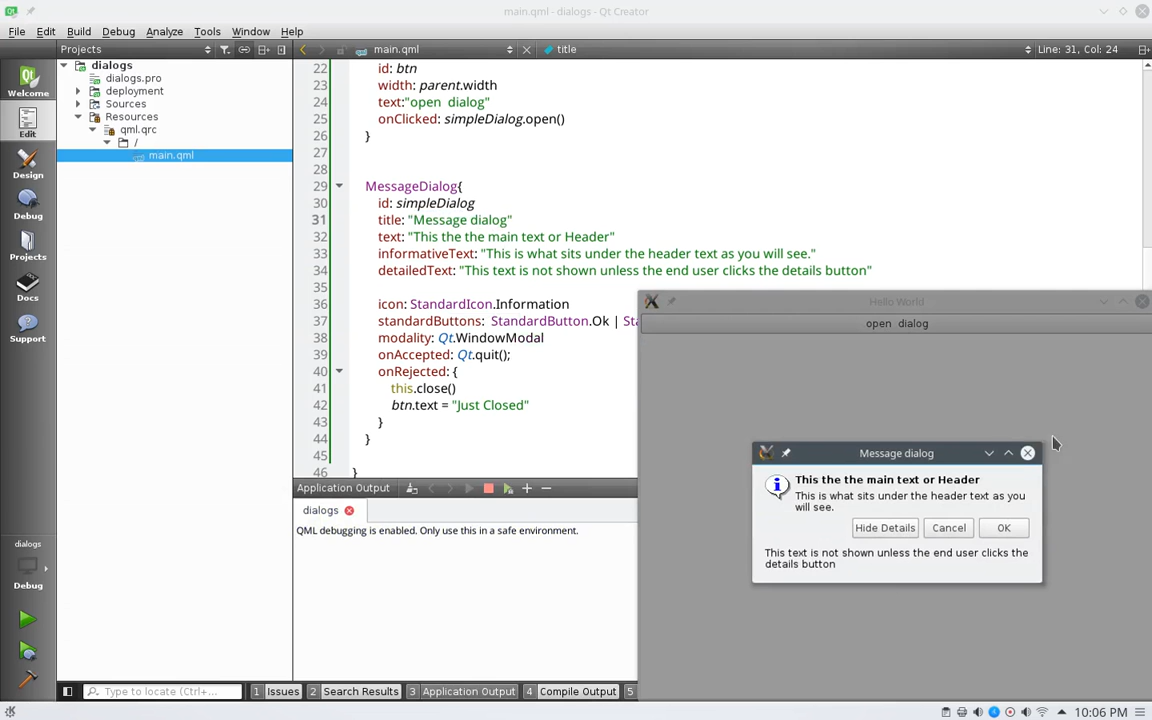 main.qml - dialogs - Qt Creator
File Edit Build Debug Analyze Tools Window Help
Projects
main.qml
title
Line: 31, Col: 24
Welcome
Edit
Design
Debug
Projects
Docs
Support
dialogs
Debug
dialogs
dialogs.pro
deployment
Sources
Resources
qml.qrc
/
main.qml
22 id: btn
23 width: parent.width
24 text:"open dialog"
25 onClicked: simpleDialog.open()
26 }
27
28
29 MessageDialog{
30 id: simpleDialog
31 title: "Message dialog"
32 text: "This the the main text or Header"
33 informativeText: "This is what sits under the header text as you will see."
34 detailedText: "This text is not shown unless the end user clicks the details button"
35
36 icon: StandardIcon.Information
37 standardButtons: StandardButton.Ok | Sta
38 modality: Qt.WindowModal
39 onAccepted: Qt.quit();
40 onRejected: {
41 this.close()
42 btn.text = "Just Closed"
43 }
44 }
45
46 }
Application Output
dialogs
QML debugging is enabled. Only use this in a safe environment.
Hello World
open dialog
Message dialog
This the the main text or Header
This is what sits under the header text as you
will see.
Hide Details Cancel OK
This text is not shown unless the end user clicks the
details button
Type to locate (Ctrl+...
1 Issues 2 Search Results 3 Application Output 4 Compile Output 5
10:06 PM